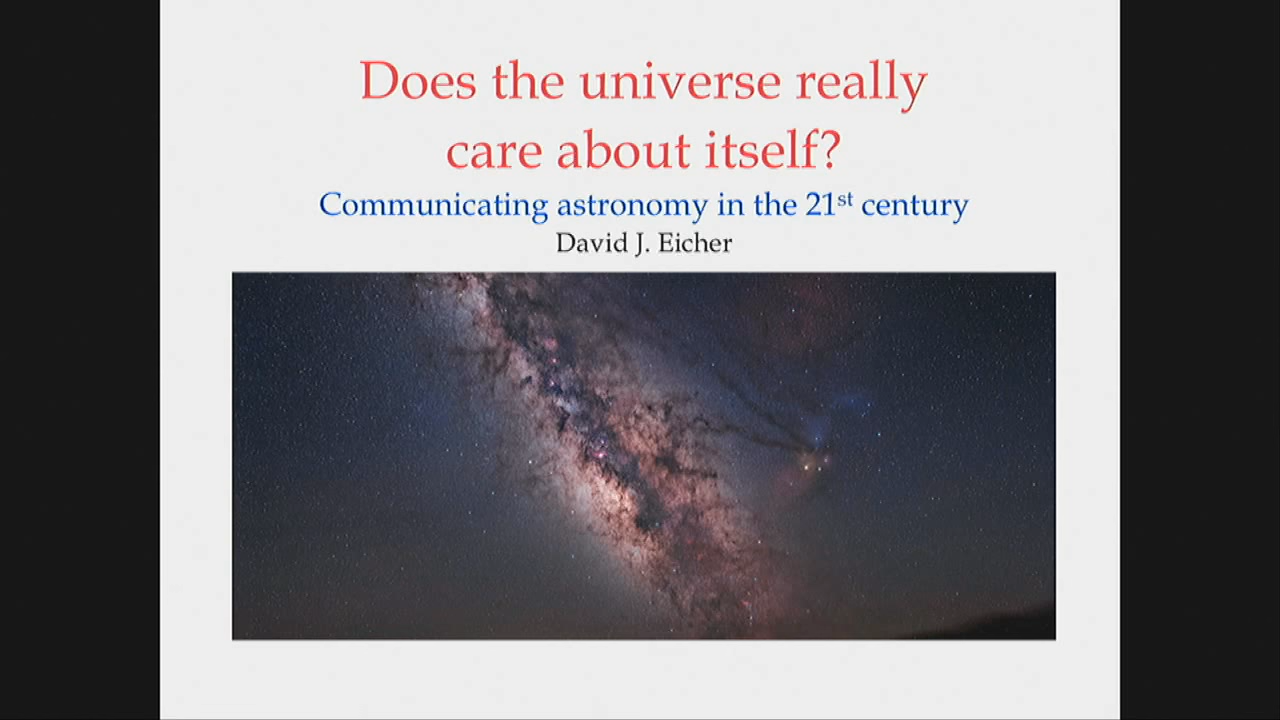 Does the universe really
care about itself?
Communicating astronomy in the 21st century
David J. Eicher